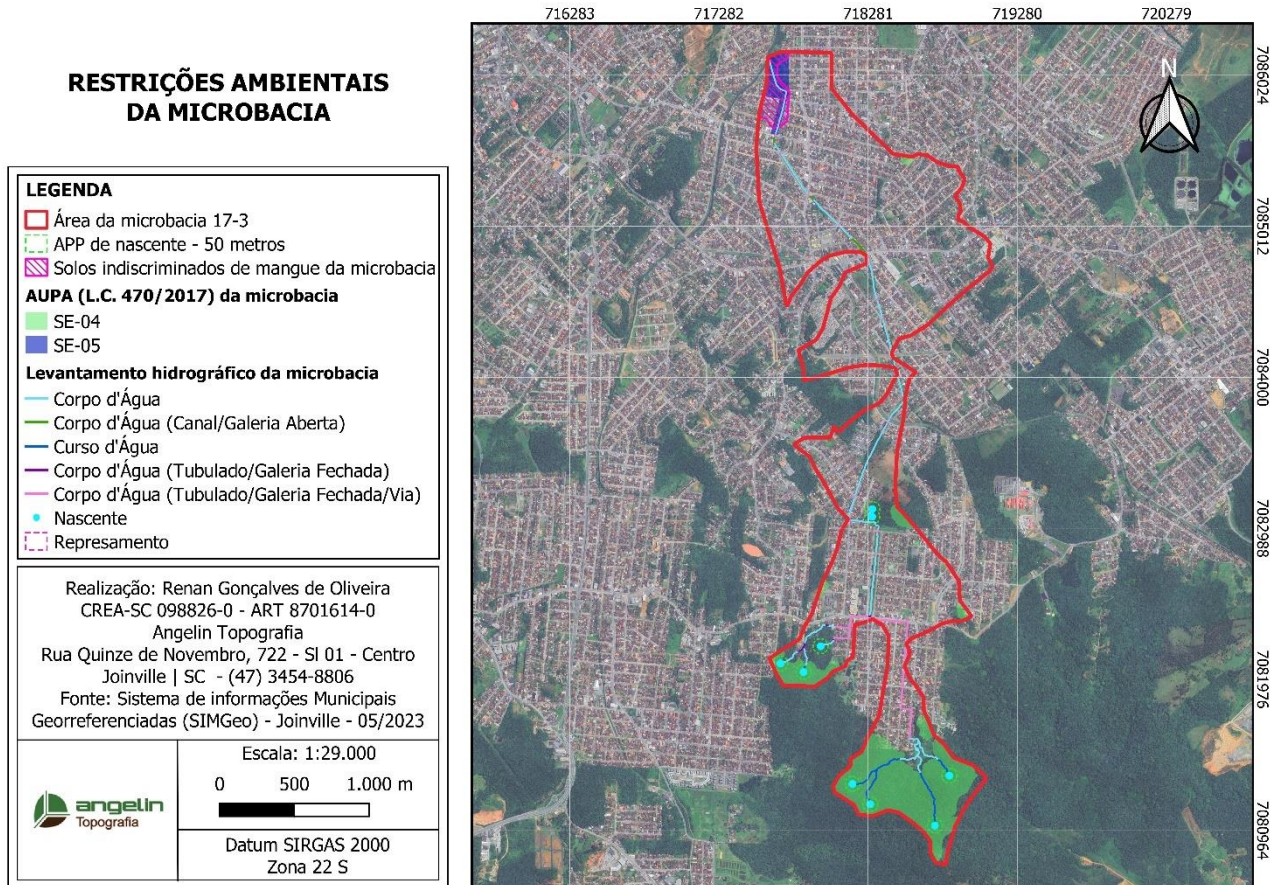 RESTRIÇÕES AMBIENTAIS
DA MICROBACIA
LEGENDA
Área da microbacia 17-3
APP de nascente - 50 metros
Solos indiscriminados de mangue da microbacia
AUPA (L.C. 470/2017) da microbacia
SE-04
SE-05
Levantamento hidrográfico da microbacia
Corpo d'Água
Corpo d'Água (Canal/Galeria Aberta)
Curso d'Água
Corpo d'Água (Tubulado/Galeria Fechada)
Corpo d'Água (Tubulado/Galeria Fechada/Via)
Nascente
Represamento
Realização: Renan Gonçalves de Oliveira
CREA-SC 098826-0 - ART 8701614-0
Angelin Topografia
Rua Quinze de Novembro, 722 - Sl 01 - Centro
Joinville | SC - (47) 3454-8806
Fonte: Sistema de informações Municipais
Georreferenciadas (SIMGeo) - Joinville - 05/2023
angelin
Topografia
Escala: 1:29.000
0 500 1.000 m
Datum SIRGAS 2000
Zona 22 S
716283 717282 718281 719280 720279
N
7086024
7085012
7084000
7082988
7081976
7080964